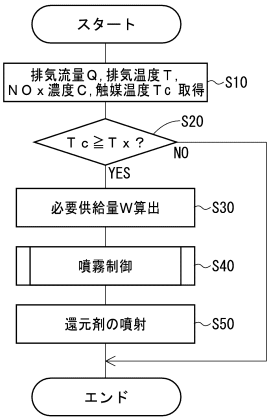 スタート
排気流量Q,排気温度T,
NOx濃度C,触媒温度Tc 取得
S10
S20
Tc≧Tx？
NO
YES
必要供給量W算出
S30
噴霧制御
S40
還元剤の噴射
S50
エンド